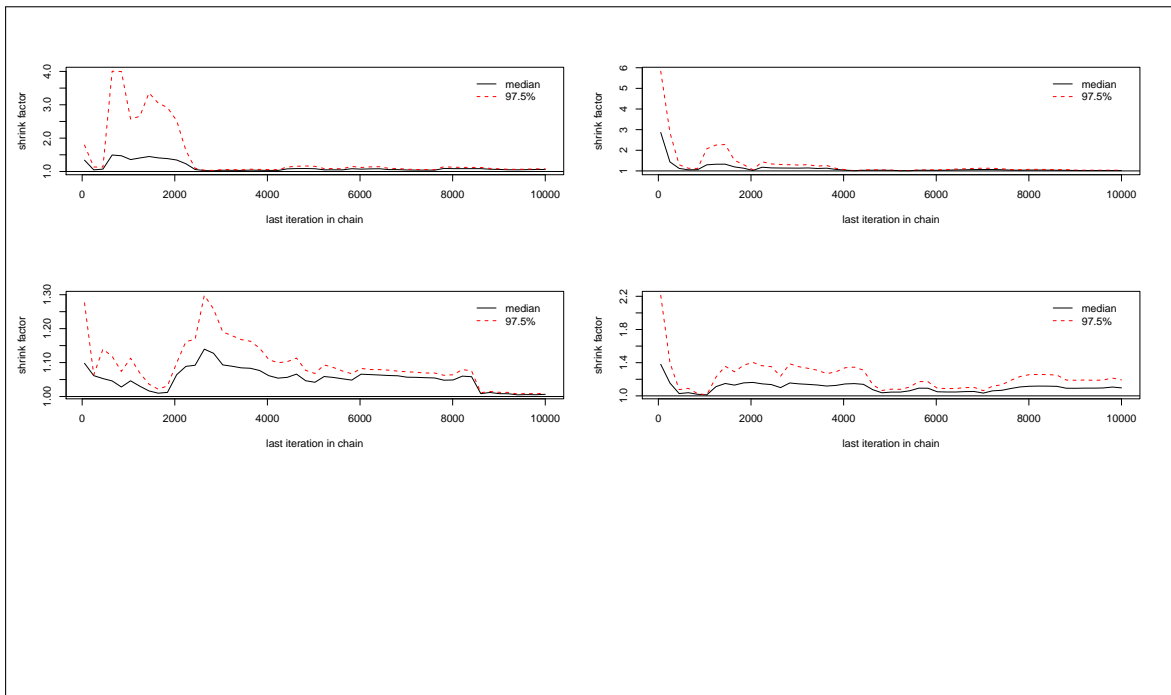 shrink factor
4.0
3.0
2.0
1.0
median
97.5%
0 2000 4000 6000 8000 10000
last iteration in chain
shrink factor
6
5
4
3
2
1
median
97.5%
0 2000 4000 6000 8000 10000
last iteration in chain
shrink factor
1.30
1.20
1.10
1.00
median
97.5%
0 2000 4000 6000 8000 10000
last iteration in chain
shrink factor
2.2
1.8
1.4
1.0
median
97.5%
0 2000 4000 6000 8000 10000
last iteration in chain